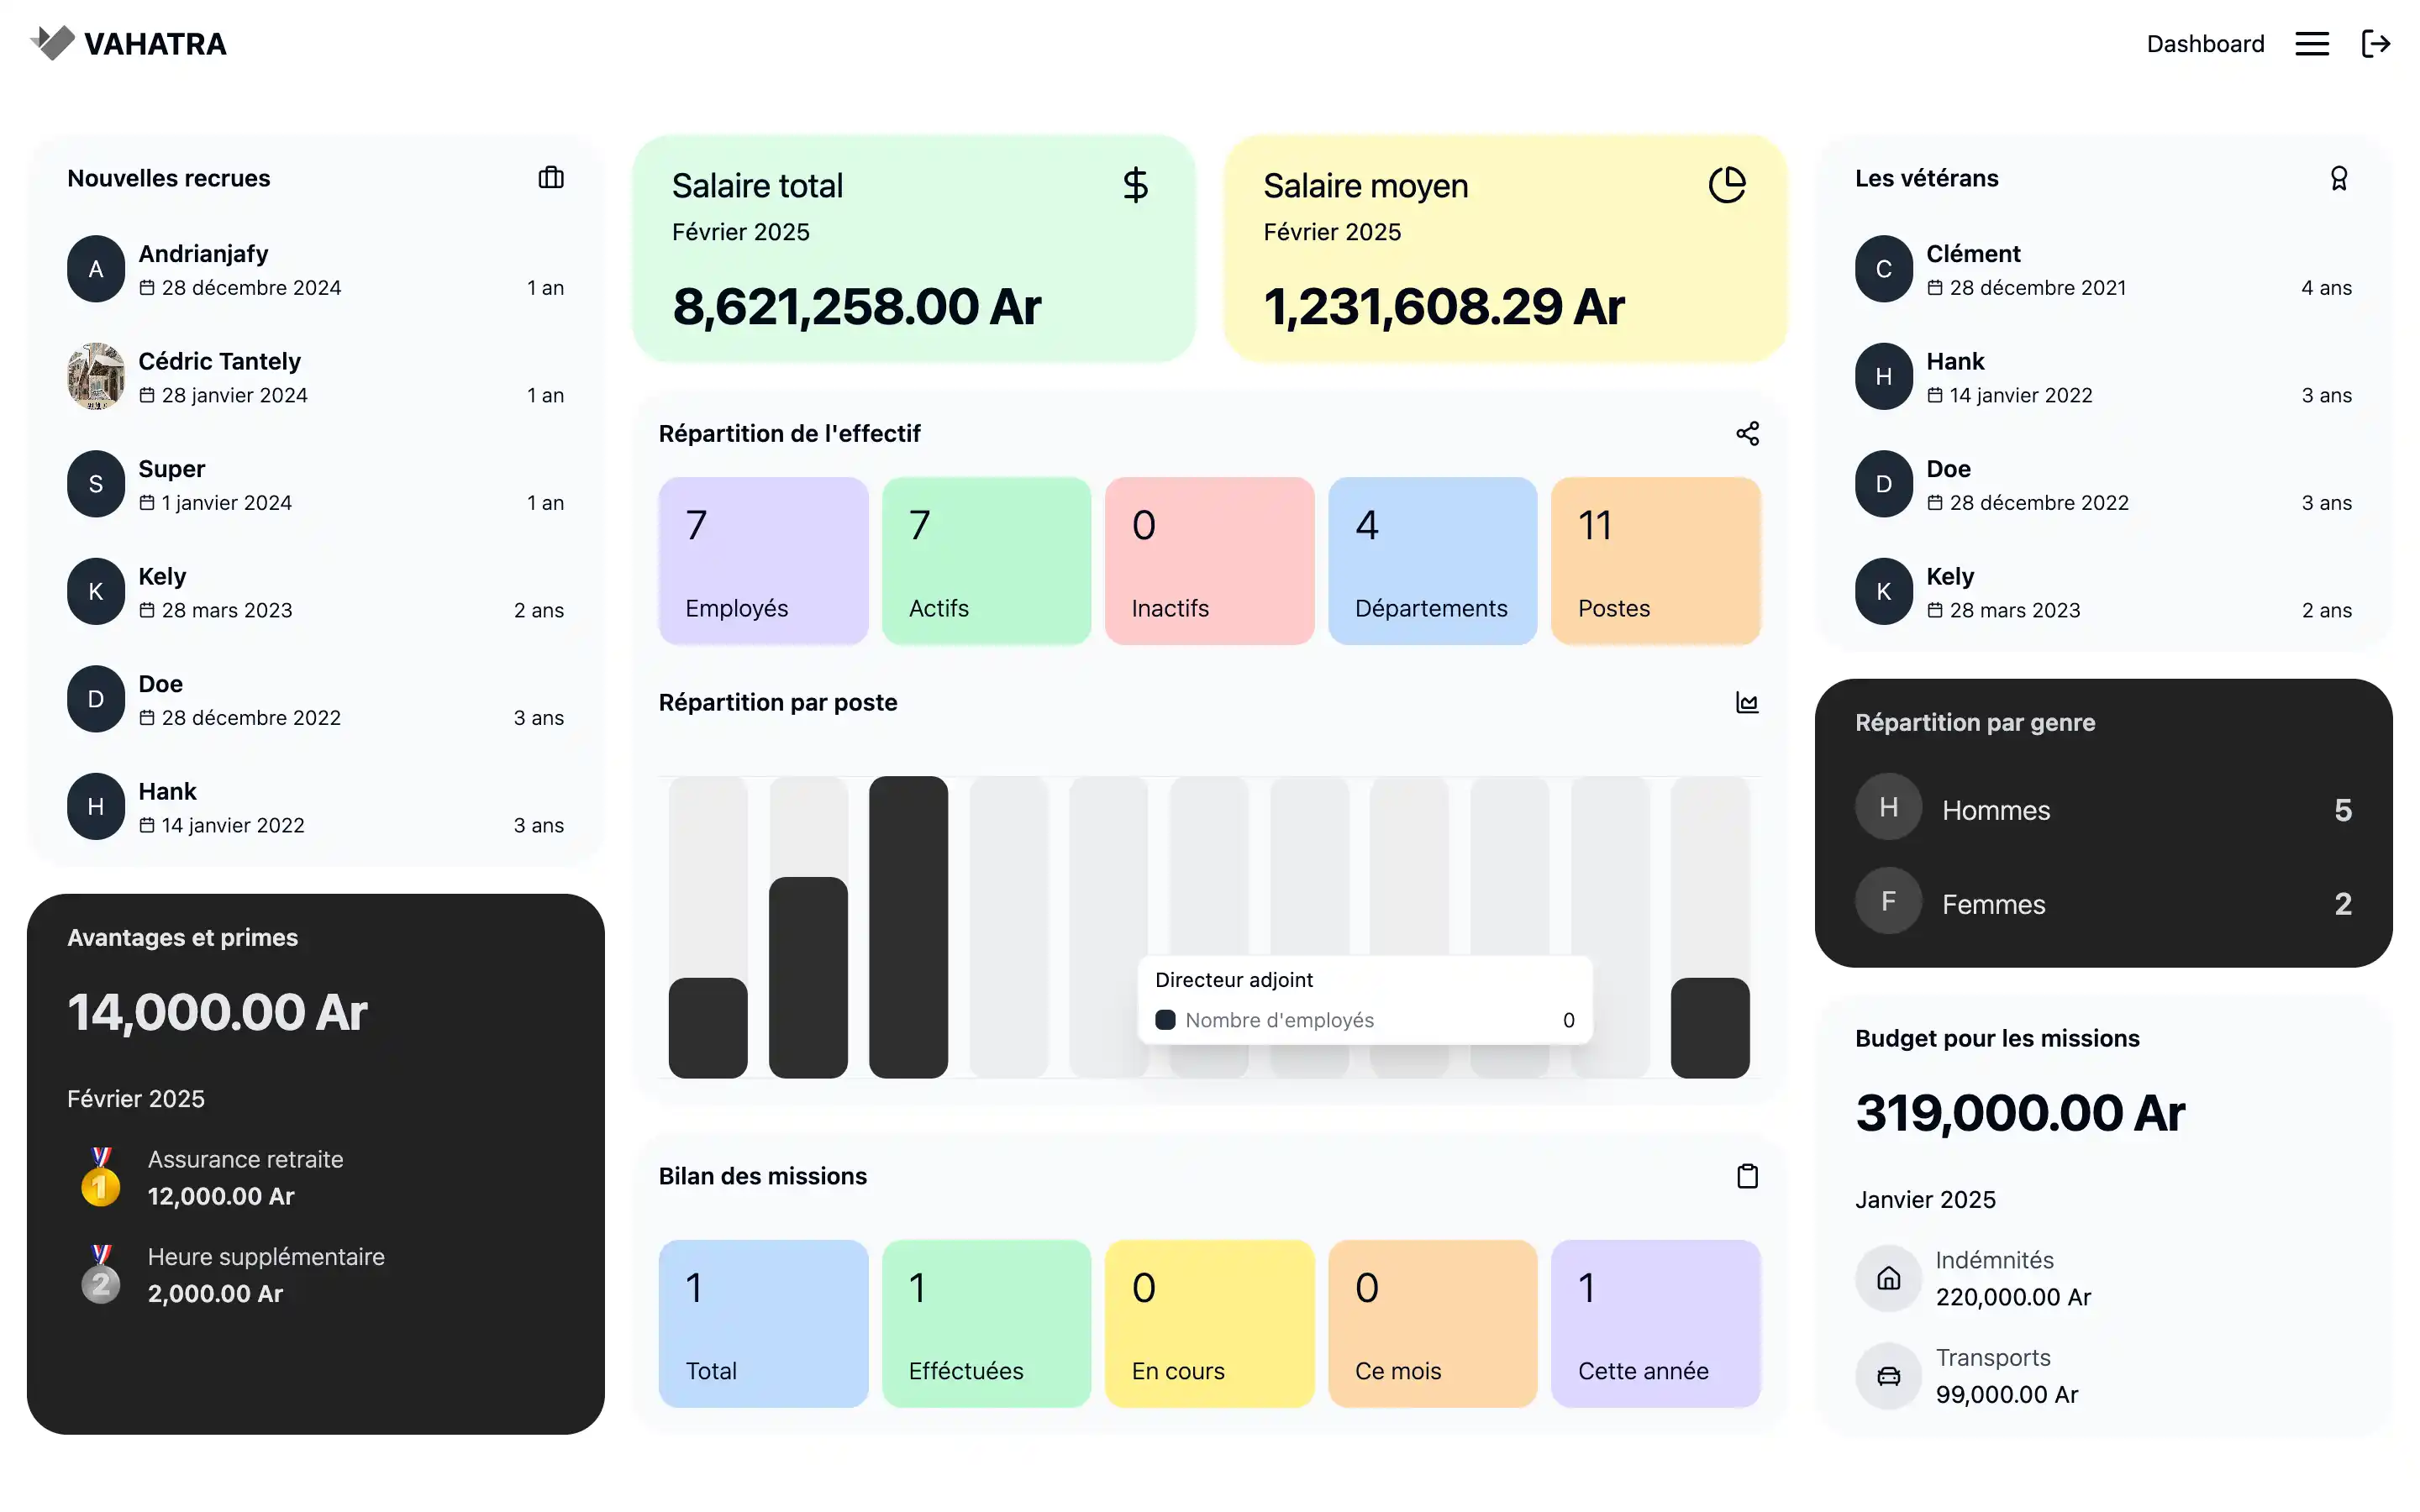 VAHATRA
Dashboard
Nouvelles recrues
A
Andrianjafy
28 décembre 2024
1 an
Cédric Tantely
28 janvier 2024
1 an
S
Super
1 janvier 2024
1 an
K
Kely
28 mars 2023
2 ans
D
Doe
28 décembre 2022
3 ans
H
Hank
14 janvier 2022
3 ans
Avantages et primes
14,000.00 Ar
Février 2025
1
Assurance retraite
12,000.00 Ar
2
Heure supplémentaire
2,000.00 Ar
Salaire total
Février 2025
8,621,258.00 Ar
Salaire moyen
Février 2025
1,231,608.29 Ar
Répartition de l'effectif
7
Employés
7
Actifs
0
Inactifs
4
Départements
11
Postes
Répartition par poste
Directeur adjoint
Nombre d'employés
0
Bilan des missions
1
Total
1
Efféctuées
0
En cours
0
Ce mois
1
Cette année
Les vétérans
C
Clément
28 décembre 2021
4 ans
H
Hank
14 janvier 2022
3 ans
D
Doe
28 décembre 2022
3 ans
K
Kely
28 mars 2023
2 ans
Répartition par genre
H
Hommes
5
F
Femmes
2
Budget pour les missions
319,000.00 Ar
Janvier 2025
Indémnités
220,000.00 Ar
Transports
99,000.00 Ar